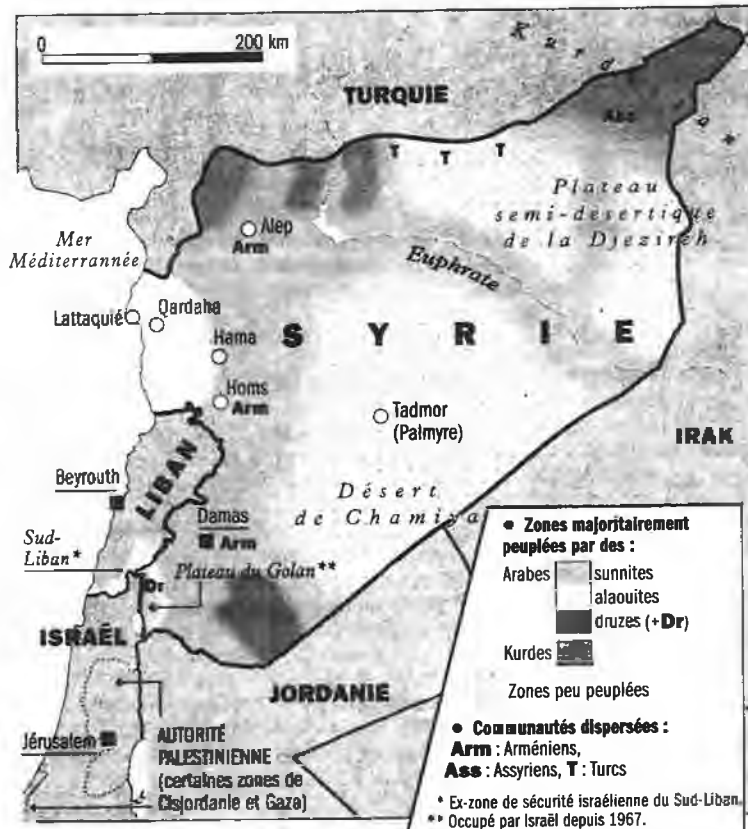 0 200 km
Kurdes
TURQUIE
Ass
T T T
Plateau
semi-désertique
de la Djezireh
Alep
Arm
Mer
Méditerrannée
Euphrate
Qardaha
Lattaquié
SYRIE
Hama
Homs
Arm
Tadmor
(Palmyre)
IRAK
LIBAN
Beyrouth
Désert
de Chamiya
Damas
Arm
Sud-
Liban*
Plateau du Golan**
Dr
ISRAËL
JORDANIE
Jérusalem
AUTORITÉ
PALESTINIENNE
(certaines zones de
Cisjordanie et Gaza)
• Zones majoritairement
peuplées par des :
Arabes sunnites
alaouites
druzes (+Dr)
Kurdes
Zones peu peuplées
• Communautés dispersées :
Arm : Arméniens,
Ass : Assyriens, T : Turcs
* Ex-zone de sécurité israélienne du Sud-Liban.
** Occupé par Israël depuis 1967.